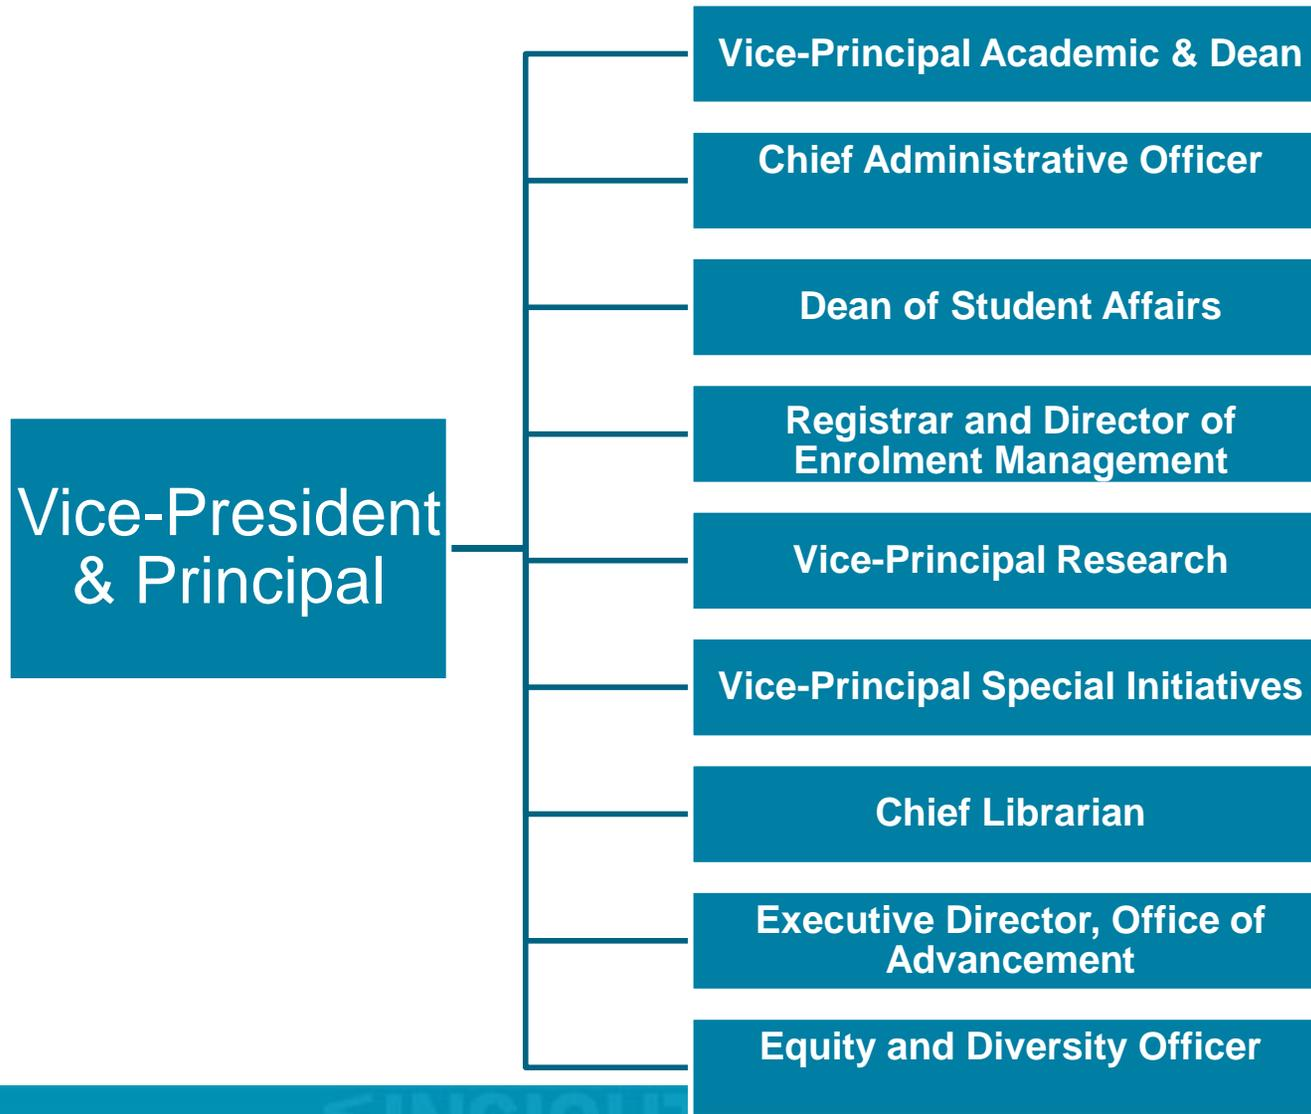 Vice-President
& Principal
Vice-Principal Academic & Dean
Chief Administrative Officer
Dean of Student Affairs
Registrar and Director of
Enrolment Management
Vice-Principal Research
Vice-Principal Special Initiatives
Chief Librarian
Executive Director, Office of
Advancement
Equity and Diversity Officer